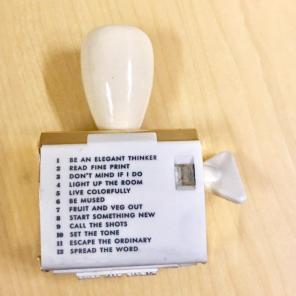 1 BE AN ELEGANT THINKER
2 READ FINE PRINT
3 DON'T MIND IF I DO
4 LIGHT UP THE ROOM
5 LIVE COLORFULLY
6 BE MUSED
7 FRUIT AND VEG OUT
8 START SOMETHING NEW
9 CALL THE SHOTS
10 SET THE TONE
11 ESCAPE THE ORDINARY
12 SPREAD THE WORD